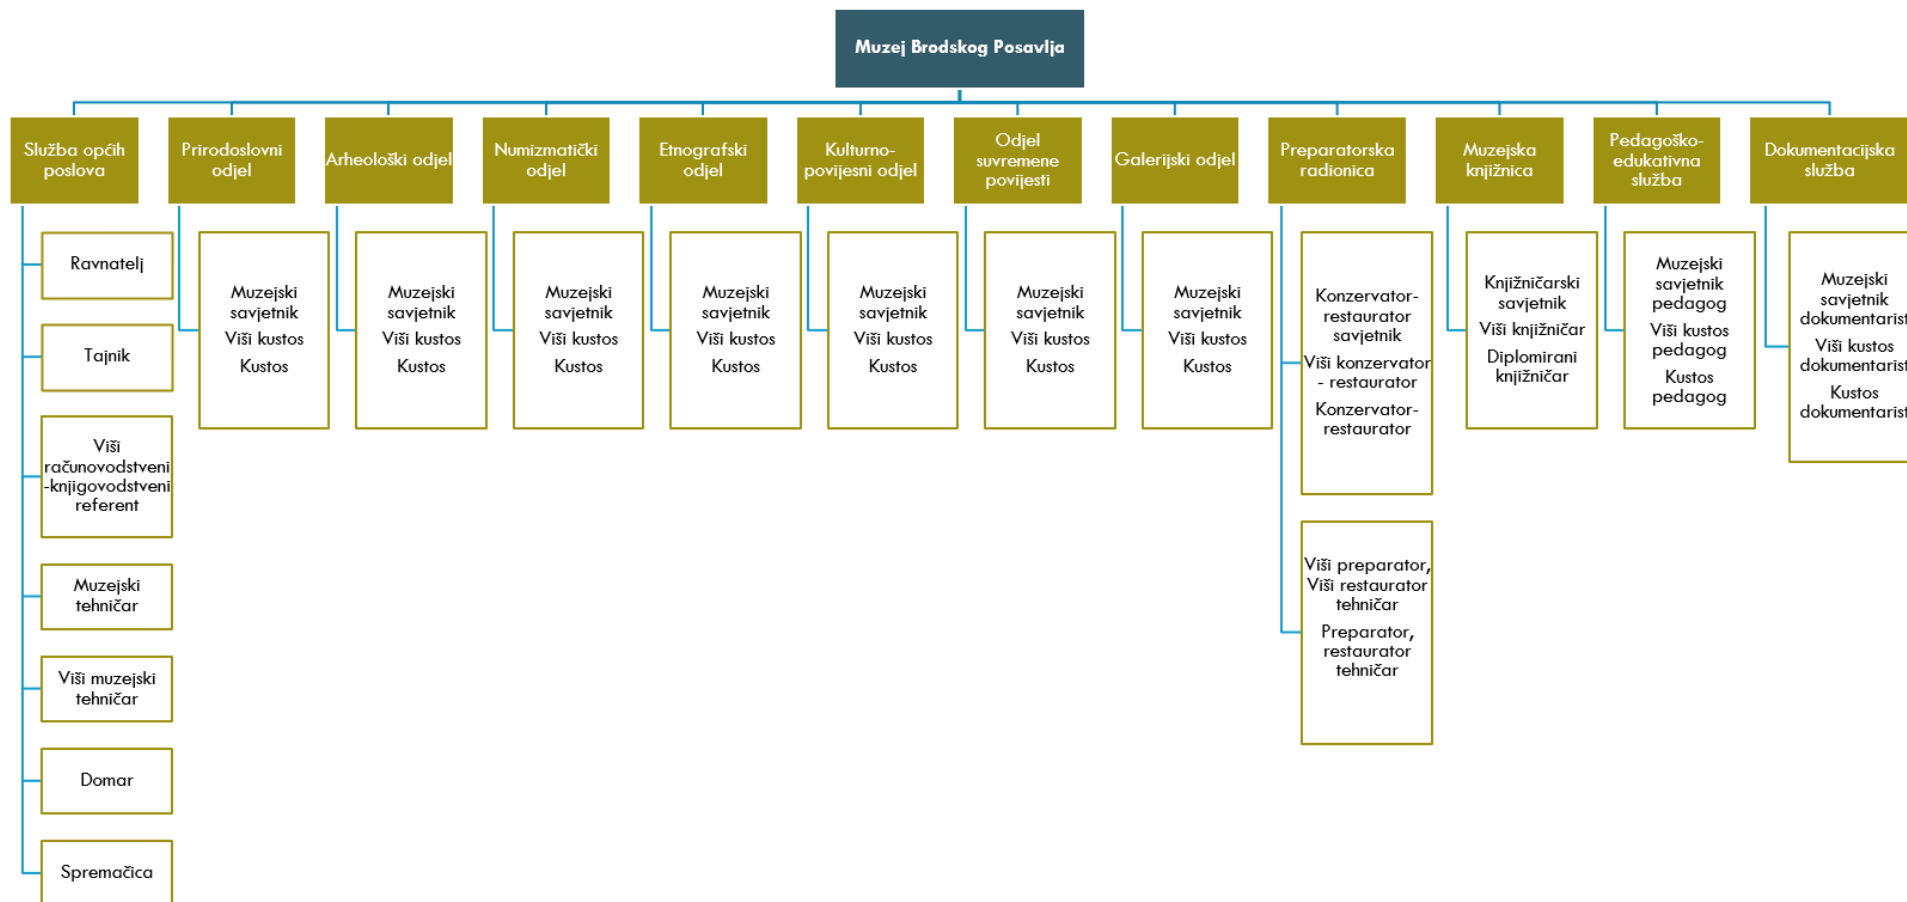 Muzej Brodskog Posavlja
Služba općih
poslova
Prirodoslovni
odjel
Arheološki odjel
Numizmatički
odjel
Etnografski
odjel
Kulturno-
povijesni odjel
Odjel
suvremene
povijesti
Galerijski odjel
Preparatorska
radionica
Muzejska
knjižnica
Pedagoško-
edukativna
služba
Dokumentacijska
služba
Ravnatelj
Tajnik
Viši
računovodstveni
-knjigovodstveni
referent
Muzejski
tehničar
Viši muzejski
tehničar
Domar
Spremačica
Muzejski
savjetnik
Viši kustos
Kustos
Muzejski
savjetnik
Viši kustos
Kustos
Muzejski
savjetnik
Viši kustos
Kustos
Muzejski
savjetnik
Viši kustos
Kustos
Muzejski
savjetnik
Viši kustos
Kustos
Muzejski
savjetnik
Viši kustos
Kustos
Muzejski
savjetnik
Viši kustos
Kustos
Konzervator-
restaurator
savjetnik
Viši konzervator
- restaurator
Konzervator-
restaurator
Viši preparator,
Viši restaurator
tehničar
Preparator,
restaurator
tehničar
Knjižničarski
savjetnik
Viši knjižničar
Diplomirani
knjižničar
Muzejski
savjetnik
pedagog
Viši kustos
pedagog
Kustos
pedagog
Muzejski
savjetnik
dokumentarist
Viši kustos
dokumentarist
Kustos
dokumentarist